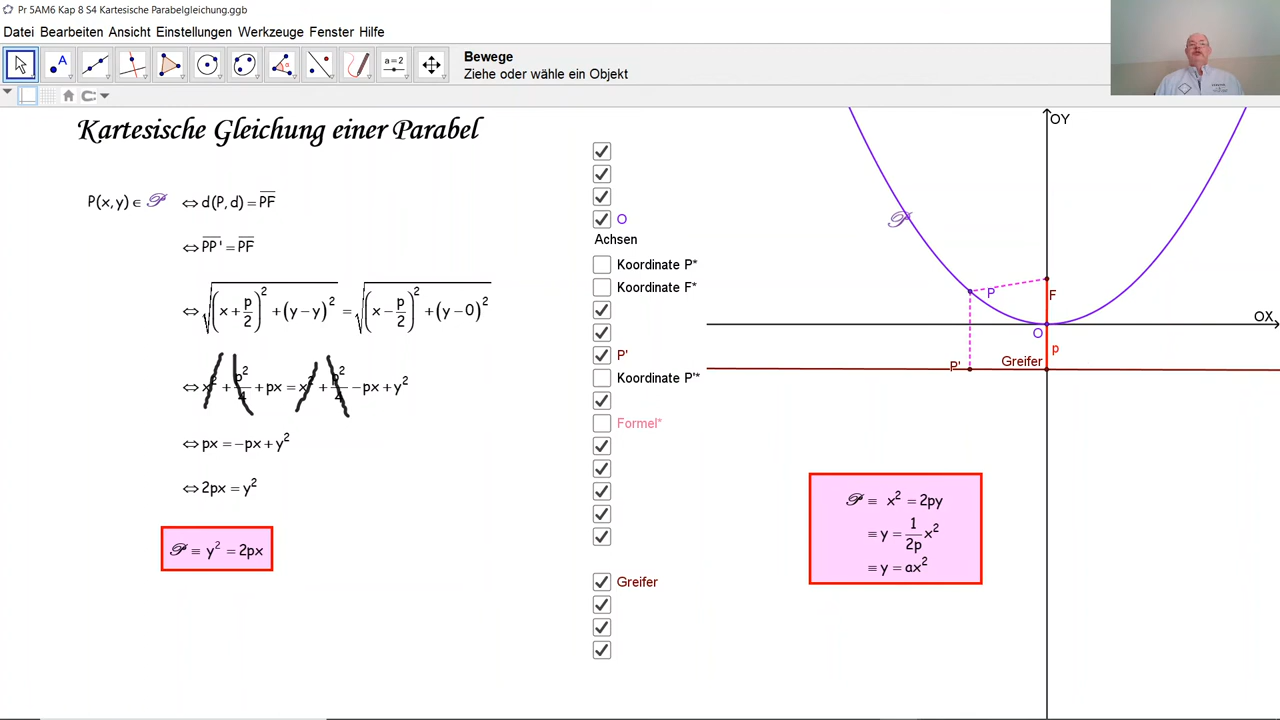 Pr 5AM6 Kap 8 S4 Kartesische Parabelgleichung.ggb
Datei Bearbeiten Ansicht Einstellungen Werkzeuge Fenster Hilfe
A
a=2
Bewege
Ziehe oder wähle ein Objekt
Kartesische Gleichung einer Parabel
P(x,y) ∈ 𝒫 ⇔ d(P, d) = P̅F̅
⇔ P̅P̅'̅ = P̅F̅
⇔ √((x + p/2)² + (y − y)²) = √((x − p/2)² + (y − 0)²)
⇔ x² + p²/4 + px = x² + p²/4 − px + y²
⇔ px = −px + y²
⇔ 2px = y²
𝒫 ≡ y² = 2px
O
Achsen
Koordinate P*
Koordinate F*
P'
Koordinate P'*
Formel*
Greifer
OY
𝒫
P
F
OX
O
p
Greifer
P'
𝒫 ≡ x² = 2py
≡ y = 1/2p x²
≡ y = ax²